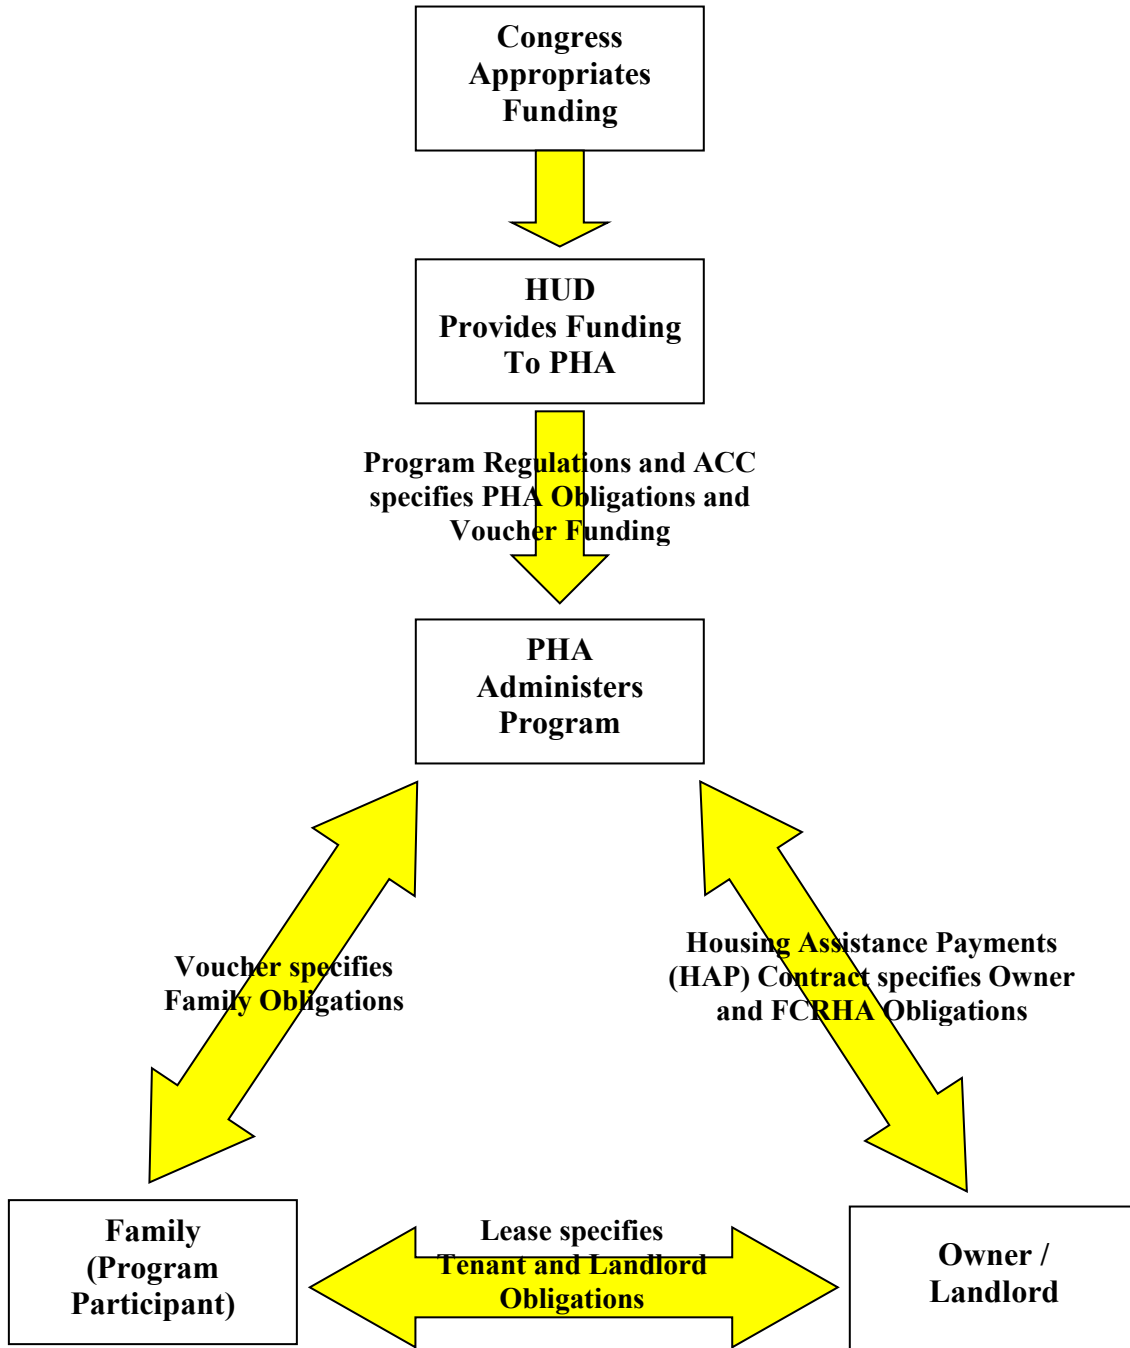 Congress
Appropriates
Funding
HUD
Provides Funding
To PHA
Program Regulations and ACC
specifies PHA Obligations and
Voucher Funding
PHA
Administers
Program
Voucher specifies
Family Obligations
Housing Assistance Payments
(HAP) Contract specifies Owner
and FCRHA Obligations
Family
(Program
Participant)
Lease specifies
Tenant and Landlord
Obligations
Owner /
Landlord